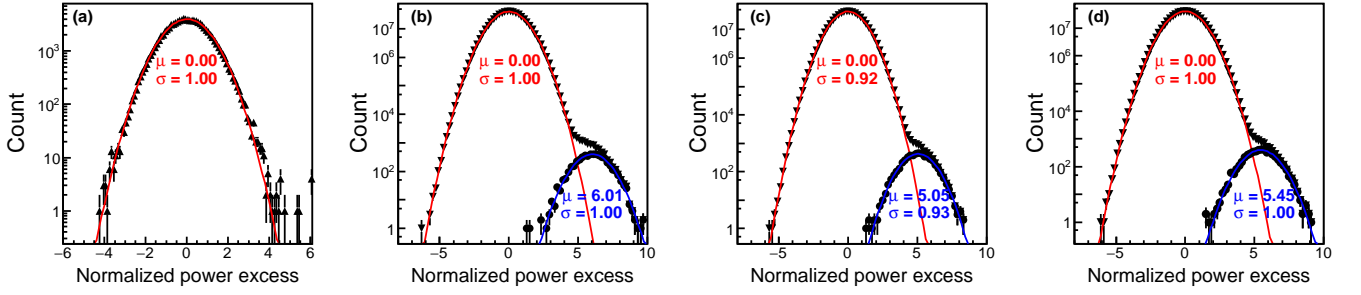 (a)
μ = 0.00
σ = 1.00
Count
10³
10²
10
1
−6 −4 −2 0 2 4 6
Normalized power excess
(b)
μ = 0.00
σ = 1.00
μ = 6.01
σ = 1.00
Count
10⁷
10⁶
10⁴
10²
1
−5 0 5 10
Normalized power excess
(c)
μ = 0.00
σ = 0.92
μ = 5.05
σ = 0.93
Count
10⁷
10⁶
10⁴
10²
1
−5 0 5 10
Normalized power excess
(d)
μ = 0.00
σ = 1.00
μ = 5.45
σ = 1.00
Count
10⁷
10⁶
10⁴
10²
1
−5 0 5 10
Normalized power excess